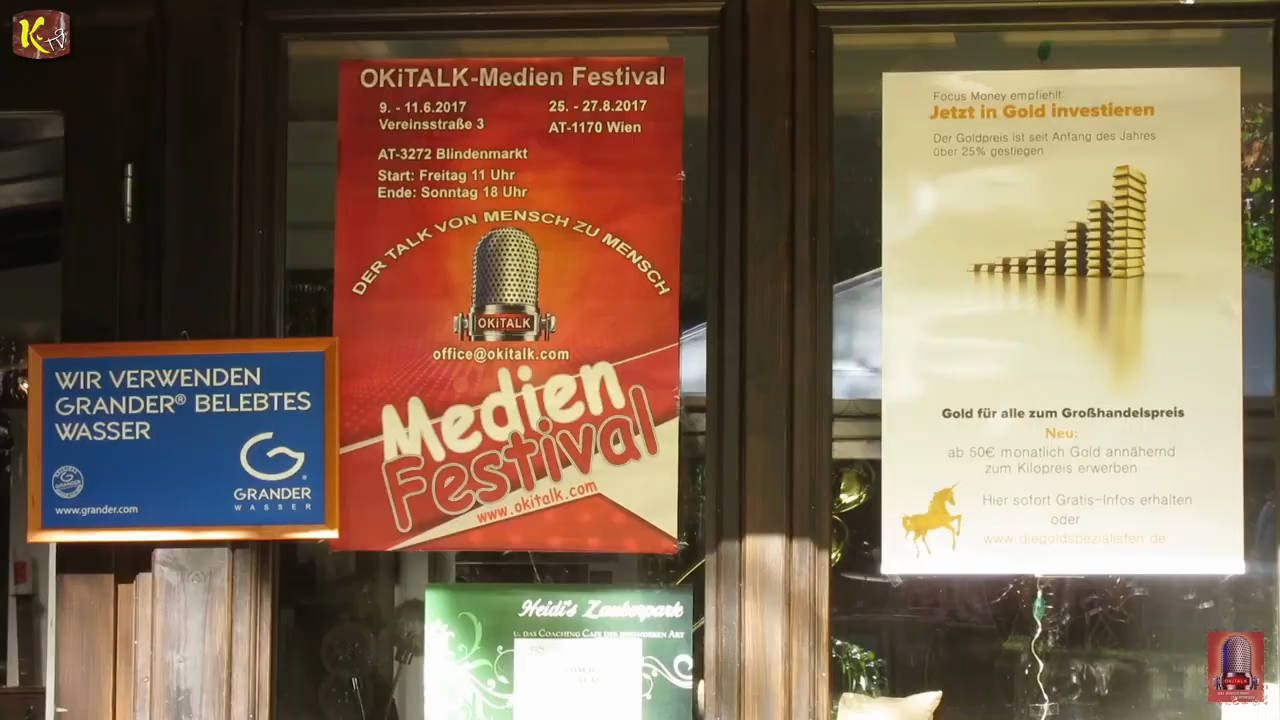 K-TV
WIR VERWENDEN
GRANDER® BELEBTES
WASSER
GRANDER
WASSER
www.grander.com
OKiTALK-Medien Festival
9. - 11.6.2017
Vereinsstraße 3
25. - 27.8.2017
AT-1170 Wien
AT-3272 Blindenmarkt
Start: Freitag 11 Uhr
Ende: Sonntag 18 Uhr
DER TALK VON MENSCH ZU MENSCH
OKiTALK
office@okitalk.com
Medien
Festival
www.okitalk.com
Heidi's Zauberpark
U. DAS COACHING CAFE DER BESONDEREN ART
Focus Money empfiehlt:
Jetzt in Gold investieren
Der Goldpreis ist seit Anfang des Jahres
über 25% gestiegen
Gold für alle zum Großhandelspreis
Neu:
ab 50€ monatlich Gold annähernd
zum Kilopreis erwerben
Hier sofort Gratis-Infos erhalten
oder
www.diegoldspezialisten.de
OKiTALK